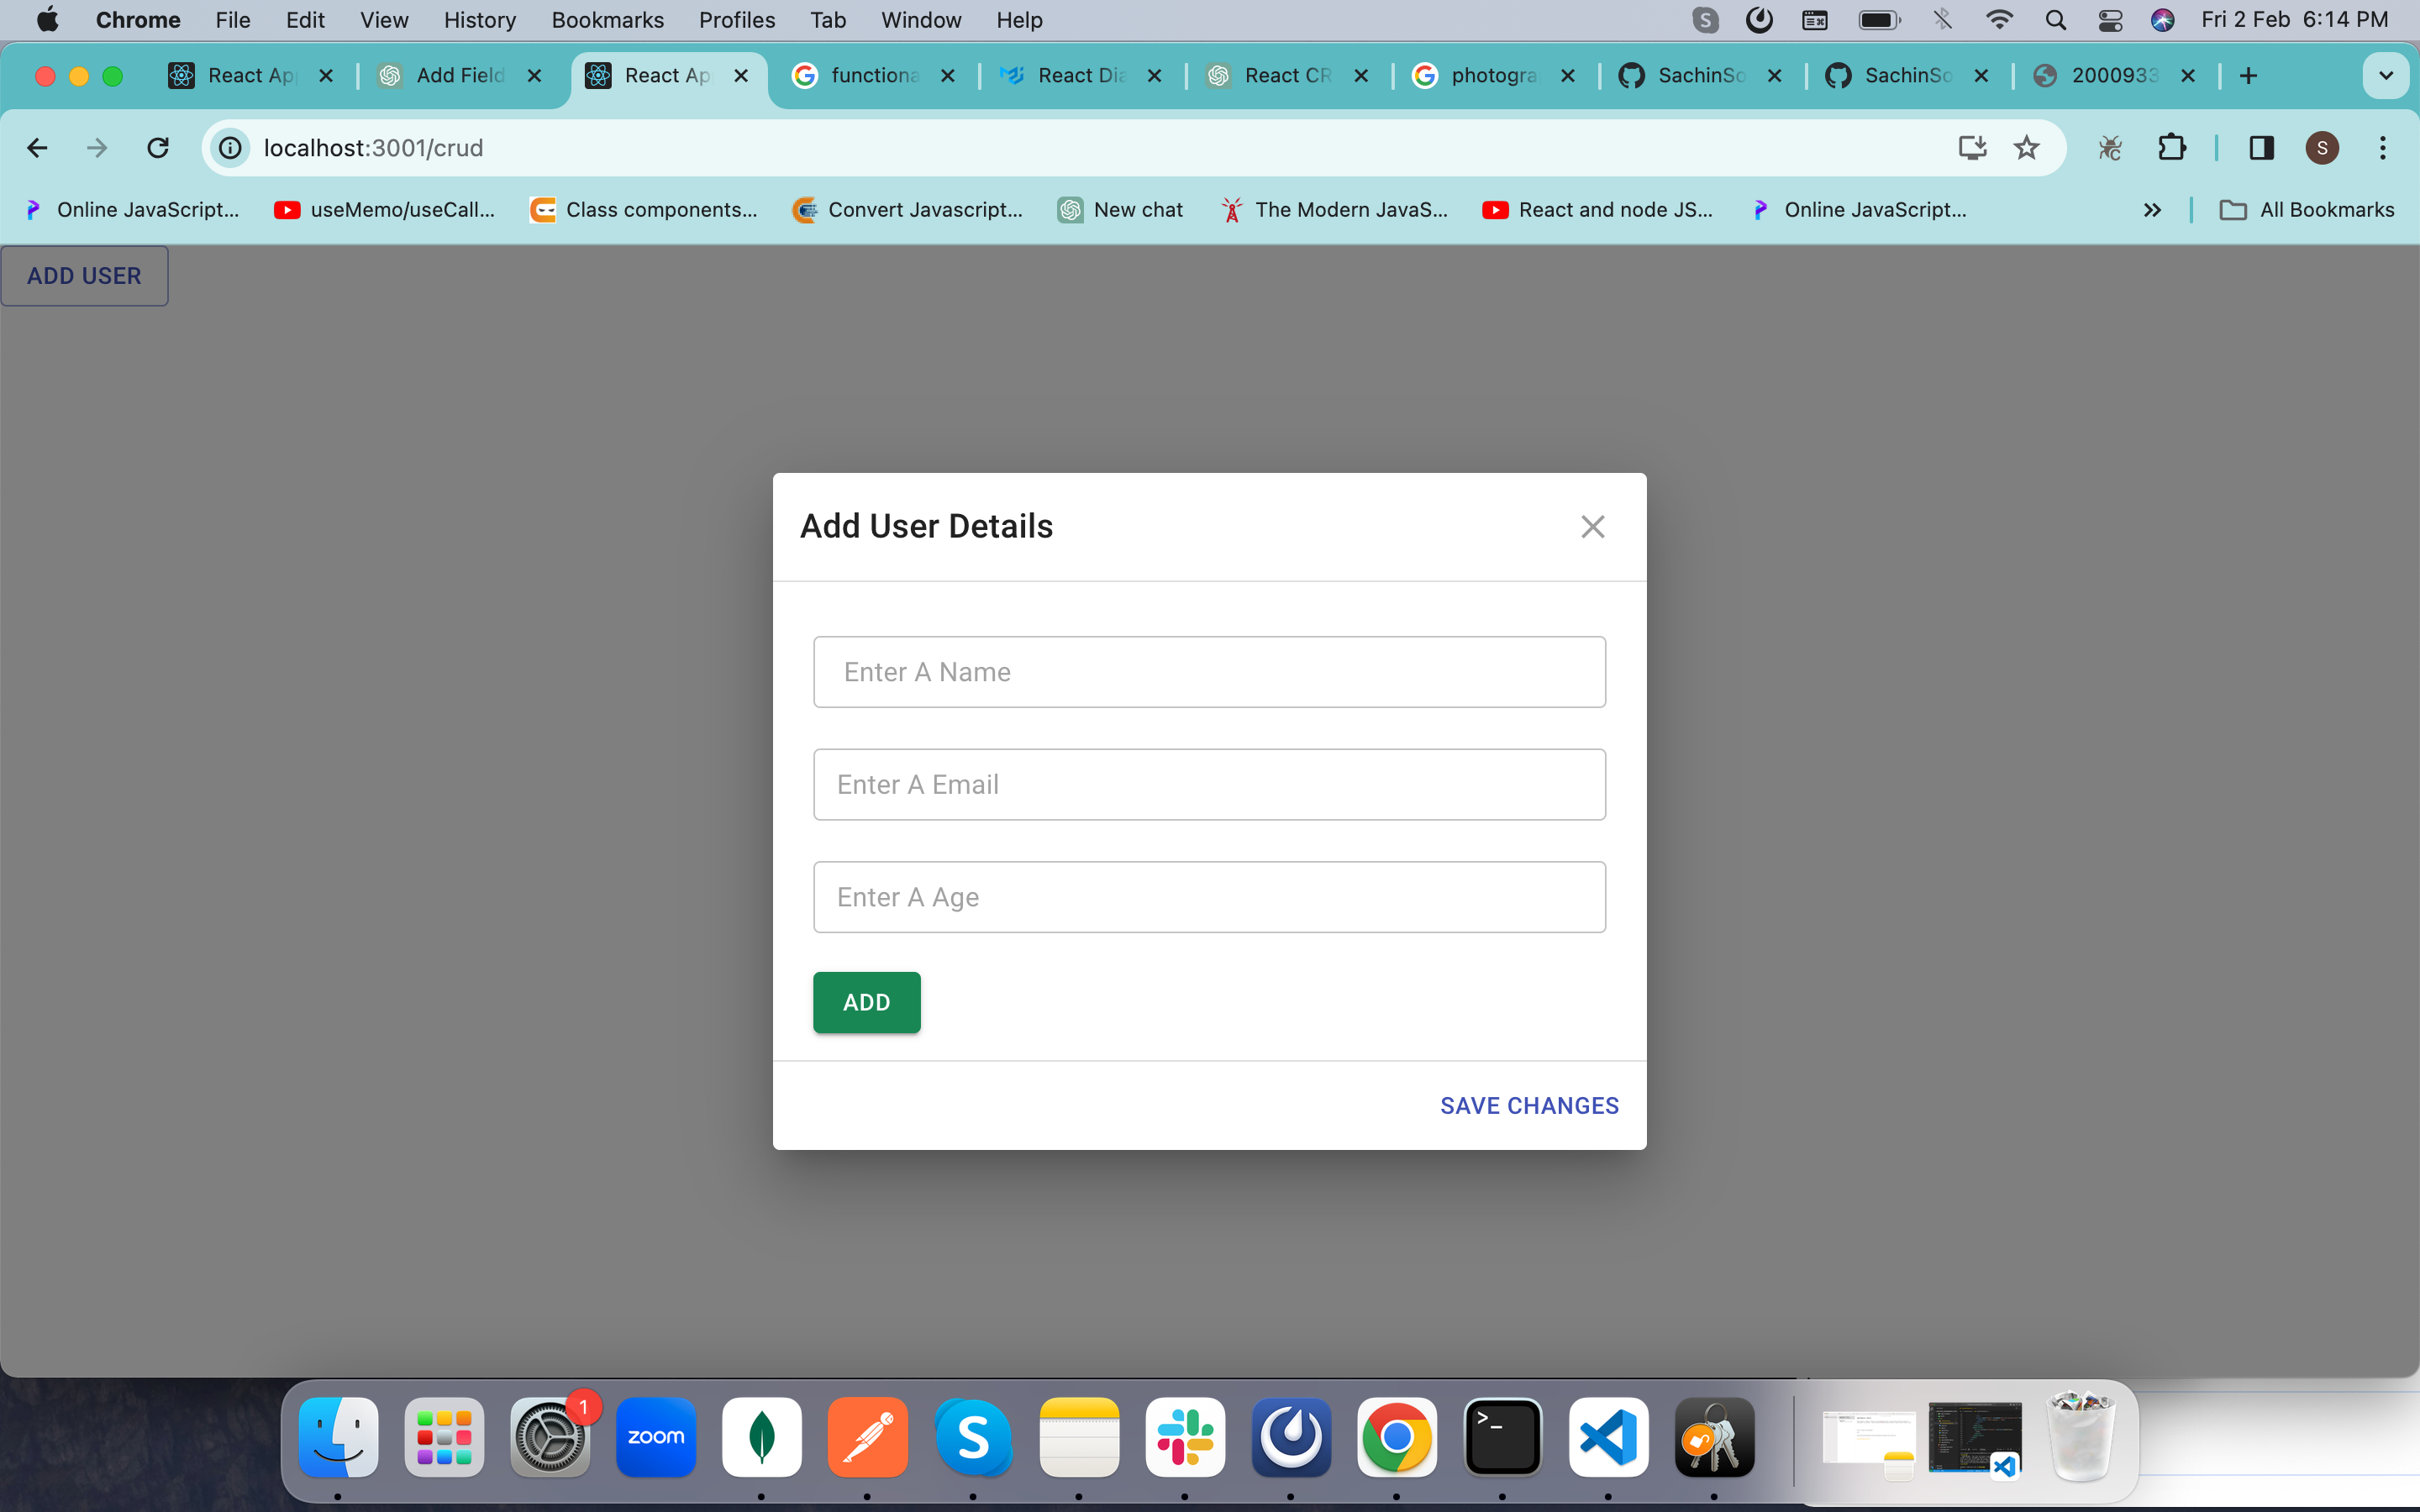 Chrome File Edit View History Bookmarks Profiles Tab Window Help Fri 2 Feb 6:14 PM
React Ap Add Field React Ap functiona React Dia React CR photogra SachinSo SachinSo 2000933
localhost:3001/crud S
Online JavaScript... useMemo/useCall... Class components... Convert Javascript... New chat The Modern JavaS... React and node JS... Online JavaScript... All Bookmarks
ADD USER
Add User Details
Enter A Name
Enter A Email
Enter A Age
ADD
SAVE CHANGES
1
zoom S >_